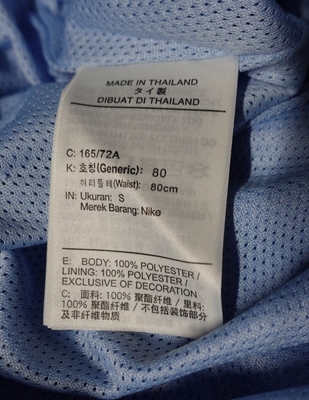 MADE IN THAILAND
タイ製
DIBUAT DI THAILAND
C: 165/72A
K: 호칭(Generic): 80
허리둘레(Waist): 80cm
IN: Ukuran: S
Merek Barang: Nike
E: BODY: 100% POLYESTER /
LINING: 100% POLYESTER /
EXCLUSIVE OF DECORATION
C: 面料: 100% 聚酯纤维 / 里料:
100% 聚酯纤维 / 不包括装饰部分
及非纤维物质